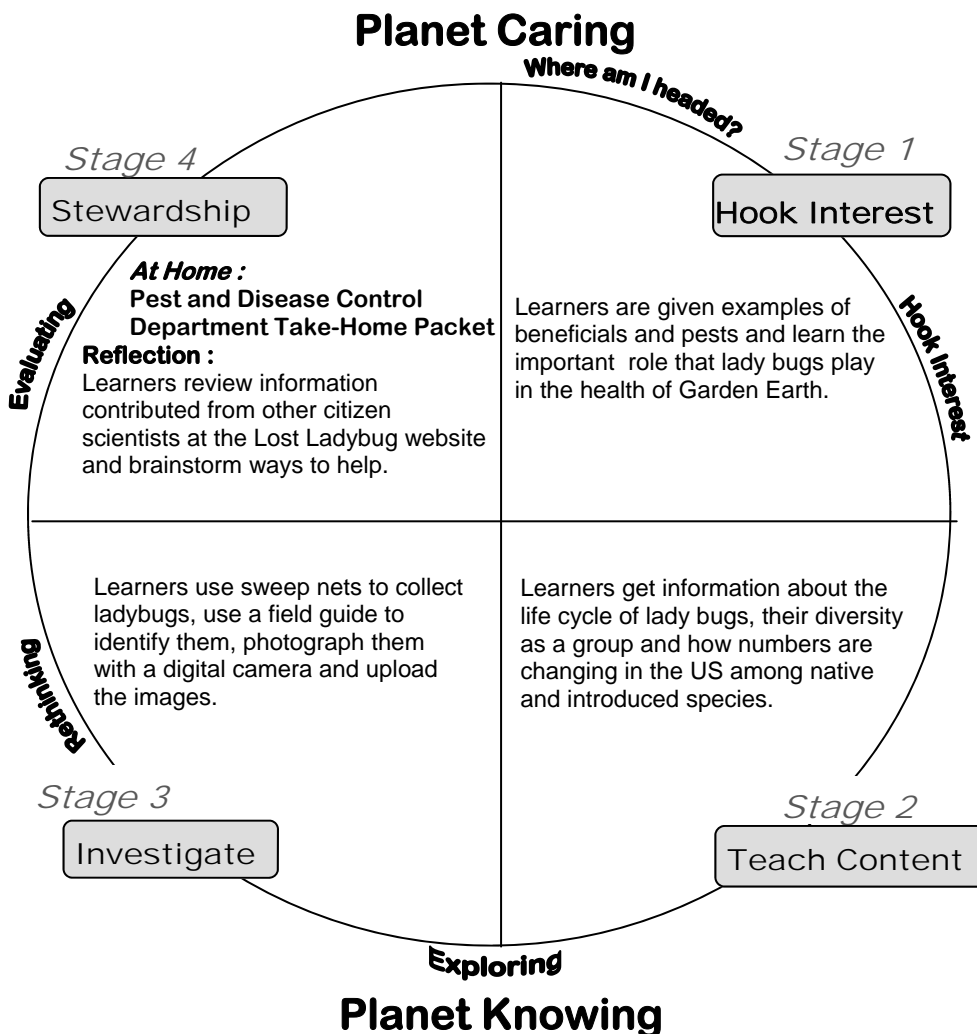 Planet Caring
Where am I headed?
Stage 1
Hook Interest
Hook Interest
Learners are given examples of
beneficials and pests and learn the
important role that lady bugs play
in the health of Garden Earth.
Stage 2
Teach Content
Learners get information about the
life cycle of lady bugs, their diversity
as a group and how numbers are
changing in the US among native
and introduced species.
Exploring
Stage 3
Investigate
Learners use sweep nets to collect
ladybugs, use a field guide to
identify them, photograph them
with a digital camera and upload
the images.
Rethinking
Stage 4
Stewardship
At Home :
Pest and Disease Control
Department Take-Home Packet
Reflection :
Learners review information
contributed from other citizen
scientists at the Lost Ladybug website
and brainstorm ways to help.
Evaluating
Planet Knowing